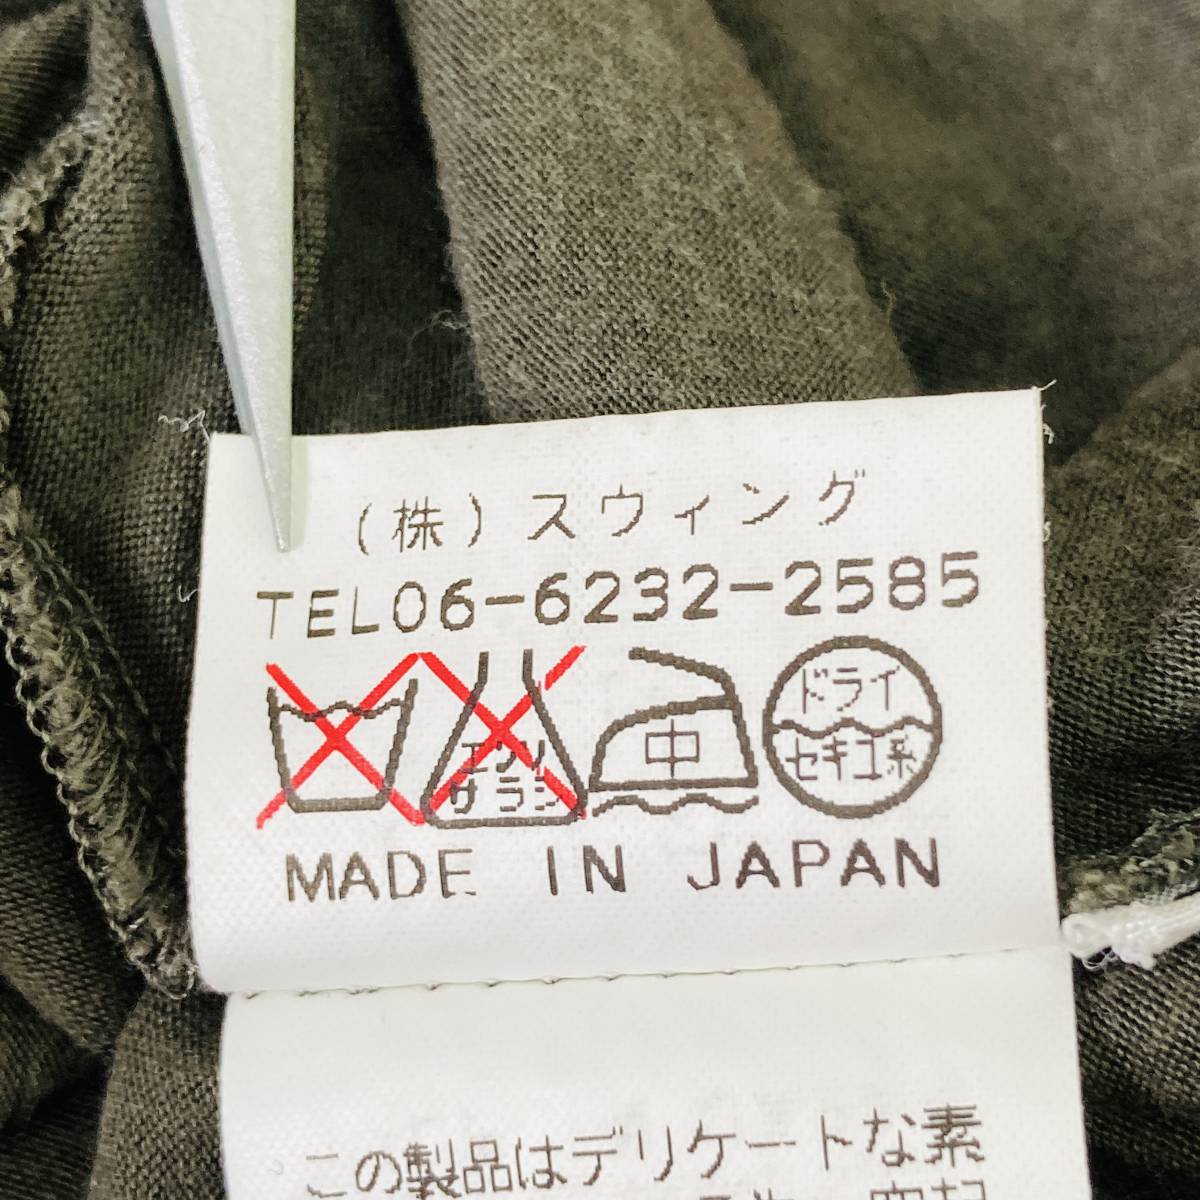 (株)スウィング
TEL06-6232-2585
エンソ
サラシ
中
ドライ
セキユ系
MADE IN JAPAN
この製品はデリケートな素